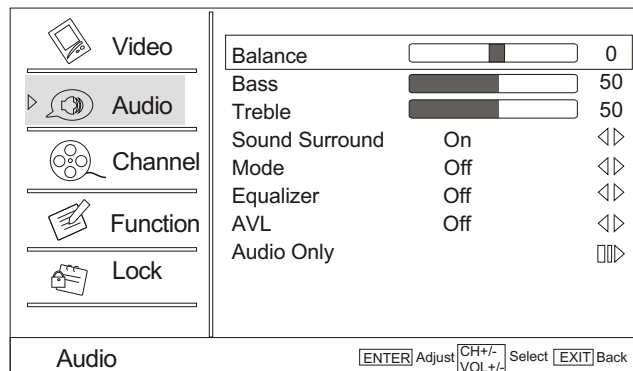 Video
Audio
Channel
Function
Lock
Balance 0
Bass 50
Treble 50
Sound Surround On
Mode Off
Equalizer Off
AVL Off
Audio Only
Audio
ENTER Adjust CH+/- VOL+/- Select EXIT Back